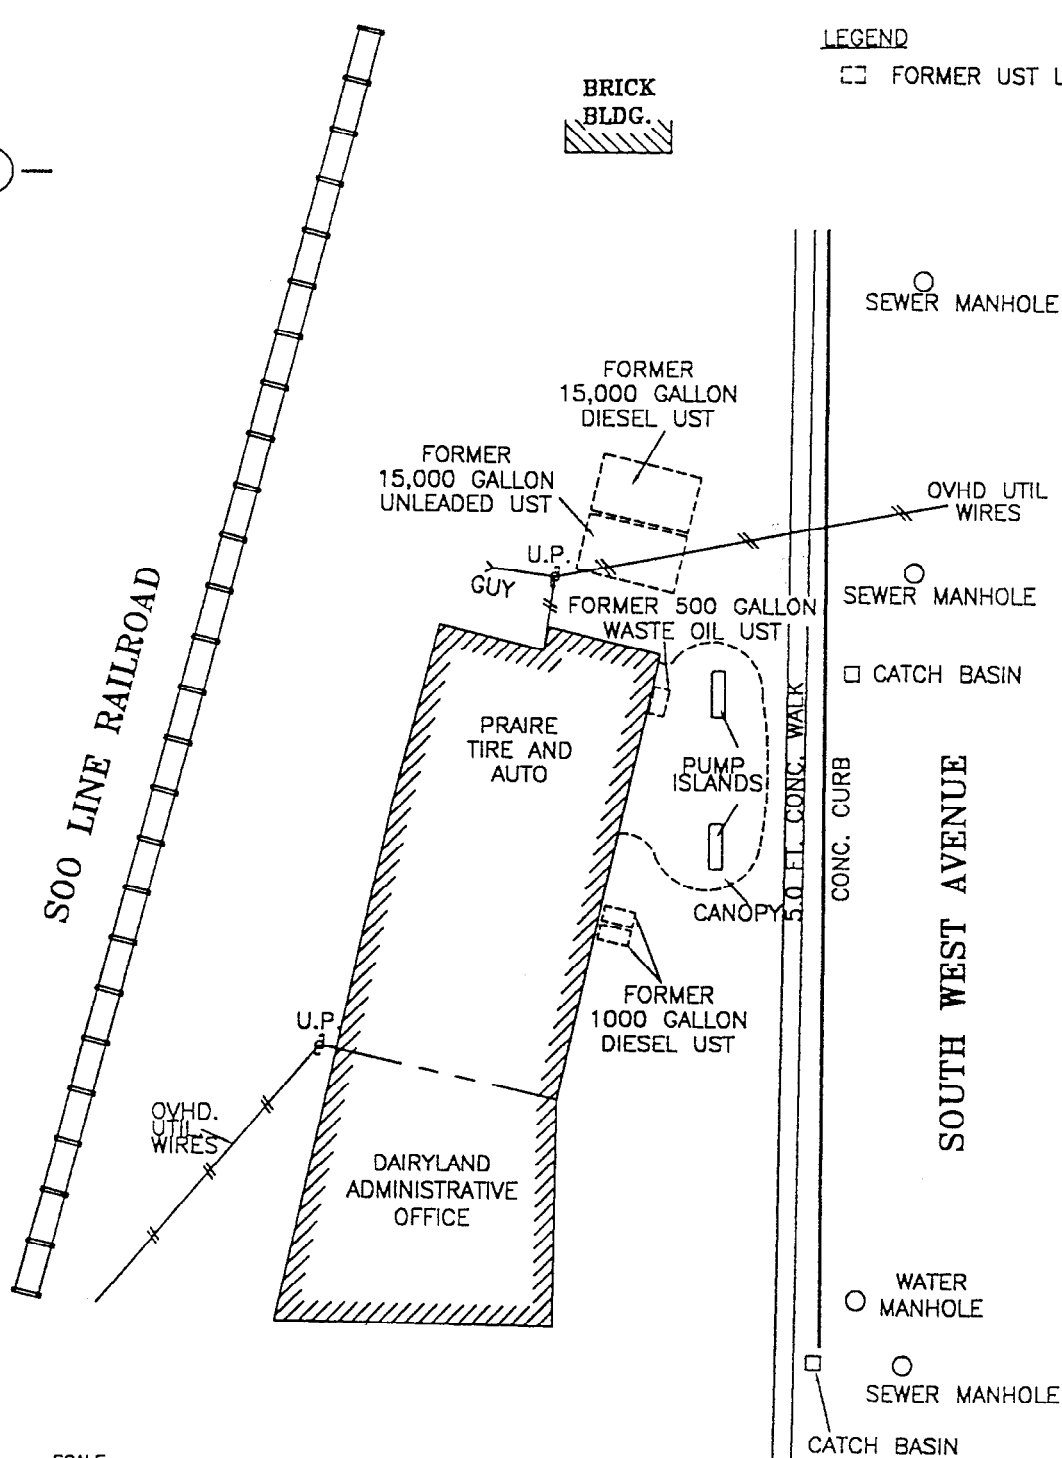 LEGEND
FORMER UST L
BRICK
BLDG.
SEWER MANHOLE
FORMER
15,000 GALLON
DIESEL UST
FORMER
15,000 GALLON
UNLEADED UST
OVHD UTIL
WIRES
U.P.
GUY
SEWER MANHOLE
FORMER 500 GALLON
WASTE OIL UST
CATCH BASIN
PRAIRE
TIRE AND
AUTO
PUMP
ISLANDS
5.0 FT. CONC. WALK
CONC. CURB
SOO LINE RAILROAD
SOUTH WEST AVENUE
CANOPY
FORMER
1000 GALLON
DIESEL UST
U.P.
OVHD.
UTIL.
WIRES
DAIRYLAND
ADMINISTRATIVE
OFFICE
WATER
MANHOLE
SEWER MANHOLE
CATCH BASIN